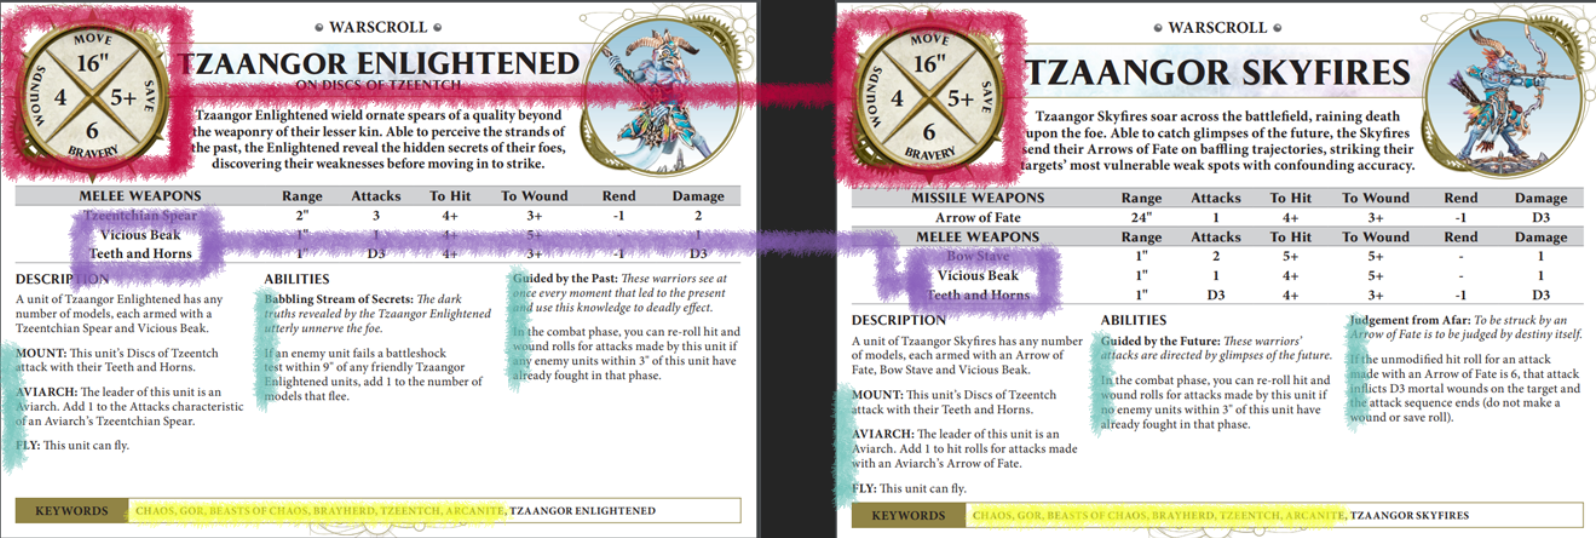 WARSCROLL
MOVE
16"
WOUNDS
4
5+
SAVE
6
BRAVERY
TZAANGOR ENLIGHTENED
ON DISCS OF TZEENTCH
Tzaangor Enlightened wield ornate spears of a quality beyond
the weaponry of their lesser kin. Able to perceive the strands of
the past, the Enlightened reveal the hidden secrets of their foes,
discovering their weaknesses before moving in to strike.
MELEE WEAPONS Range Attacks To Hit To Wound Rend Damage
Tzeentchian Spear 2" 3 4+ 3+ -1 2
Vicious Beak 1" 1 4+ 5+ - 1
Teeth and Horns 1" D3 4+ 3+ -1 D3
DESCRIPTION
A unit of Tzaangor Enlightened has any
number of models, each armed with a
Tzeentchian Spear and Vicious Beak.
MOUNT: This unit's Discs of Tzeentch
attack with their Teeth and Horns.
AVIARCH: The leader of this unit is an
Aviarch. Add 1 to the Attacks characteristic
of an Aviarch's Tzeentchian Spear.
FLY: This unit can fly.
ABILITIES
Babbling Stream of Secrets: The dark
truths revealed by the Tzaangor Enlightened
utterly unnerve the foe.
If an enemy unit fails a battleshock
test within 9" of any friendly Tzaangor
Enlightened units, add 1 to the number of
models that flee.
Guided by the Past: These warriors see at
once every moment that led to the present
and use this knowledge to deadly effect.
In the combat phase, you can re-roll hit and
wound rolls for attacks made by this unit if
any enemy units within 3" of this unit have
already fought in that phase.
KEYWORDS CHAOS, GOR, BEASTS OF CHAOS, BRAYHERD, TZEENTCH, ARCANITE, TZAANGOR ENLIGHTENED
WARSCROLL
MOVE
16"
WOUNDS
4
5+
SAVE
6
BRAVERY
TZAANGOR SKYFIRES
Tzaangor Skyfires soar across the battlefield, raining death
upon the foe. Able to catch glimpses of the future, the Skyfires
send their Arrows of Fate on baffling trajectories, striking their
targets' most vulnerable weak spots with confounding accuracy.
MISSILE WEAPONS Range Attacks To Hit To Wound Rend Damage
Arrow of Fate 24" 1 4+ 3+ -1 D3
MELEE WEAPONS Range Attacks To Hit To Wound Rend Damage
Bow Stave 1" 2 5+ 5+ - 1
Vicious Beak 1" 1 4+ 5+ - 1
Teeth and Horns 1" D3 4+ 3+ -1 D3
DESCRIPTION
A unit of Tzaangor Skyfires has any number
of models, each armed with an Arrow of
Fate, Bow Stave and Vicious Beak.
MOUNT: This unit's Discs of Tzeentch
attack with their Teeth and Horns.
AVIARCH: The leader of this unit is an
Aviarch. Add 1 to hit rolls for attacks made
with an Aviarch's Arrow of Fate.
FLY: This unit can fly.
ABILITIES
Guided by the Future: These warriors'
attacks are directed by glimpses of the future.
In the combat phase, you can re-roll hit and
wound rolls for attacks made by this unit if
no enemy units within 3" of this unit have
already fought in that phase.
Judgement from Afar: To be struck by an
Arrow of Fate is to be judged by destiny itself.
If the unmodified hit roll for an attack
made with an Arrow of Fate is 6, that attack
inflicts D3 mortal wounds on the target and
the attack sequence ends (do not make a
wound or save roll).
KEYWORDS CHAOS, GOR, BEASTS OF CHAOS, BRAYHERD, TZEENTCH, ARCANITE, TZAANGOR SKYFIRES